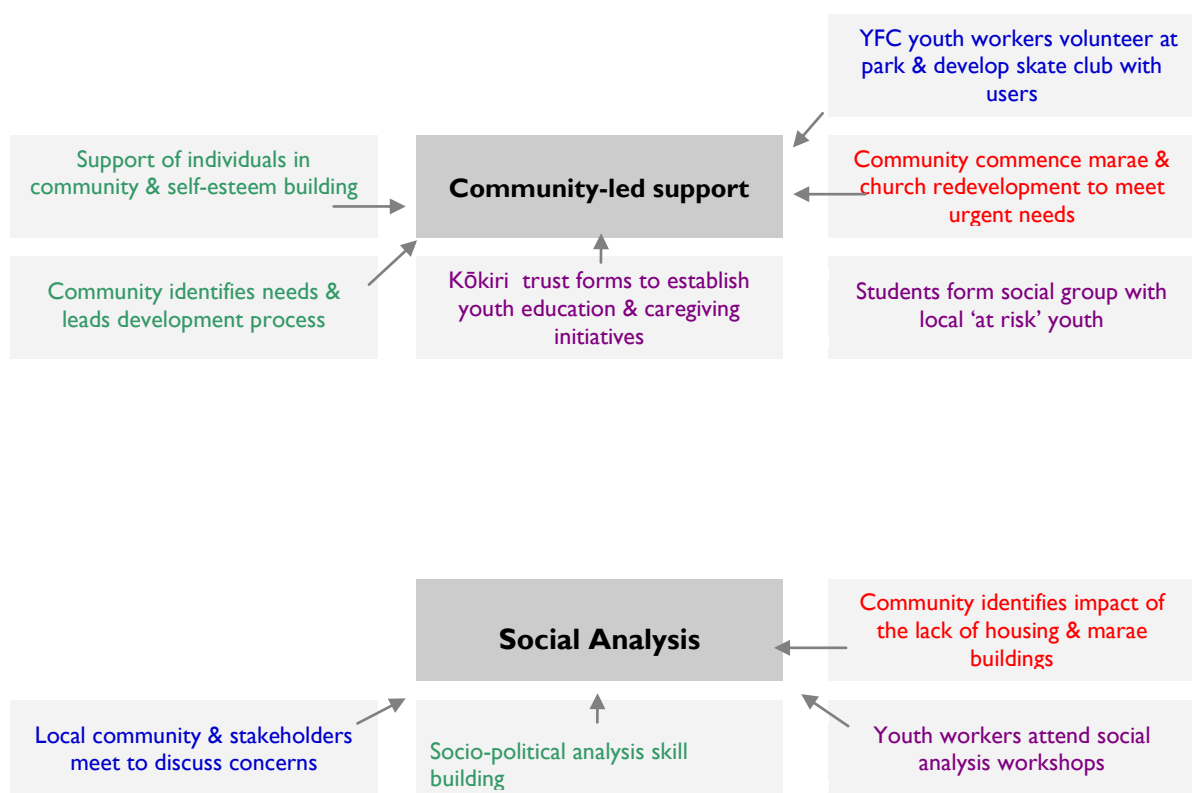 YFC youth workers volunteer at
park & develop skate club with
users
Support of individuals in
community & self-esteem building
Community-led support
Community commence marae &
church redevelopment to meet
urgent needs
Community identifies needs &
leads development process
Kōkiri trust forms to establish
youth education & caregiving
initiatives
Students form social group with
local ‘at risk’ youth
Social Analysis
Community identifies impact of
the lack of housing & marae
buildings
Local community & stakeholders
meet to discuss concerns
Socio-political analysis skill
building
Youth workers attend social
analysis workshops